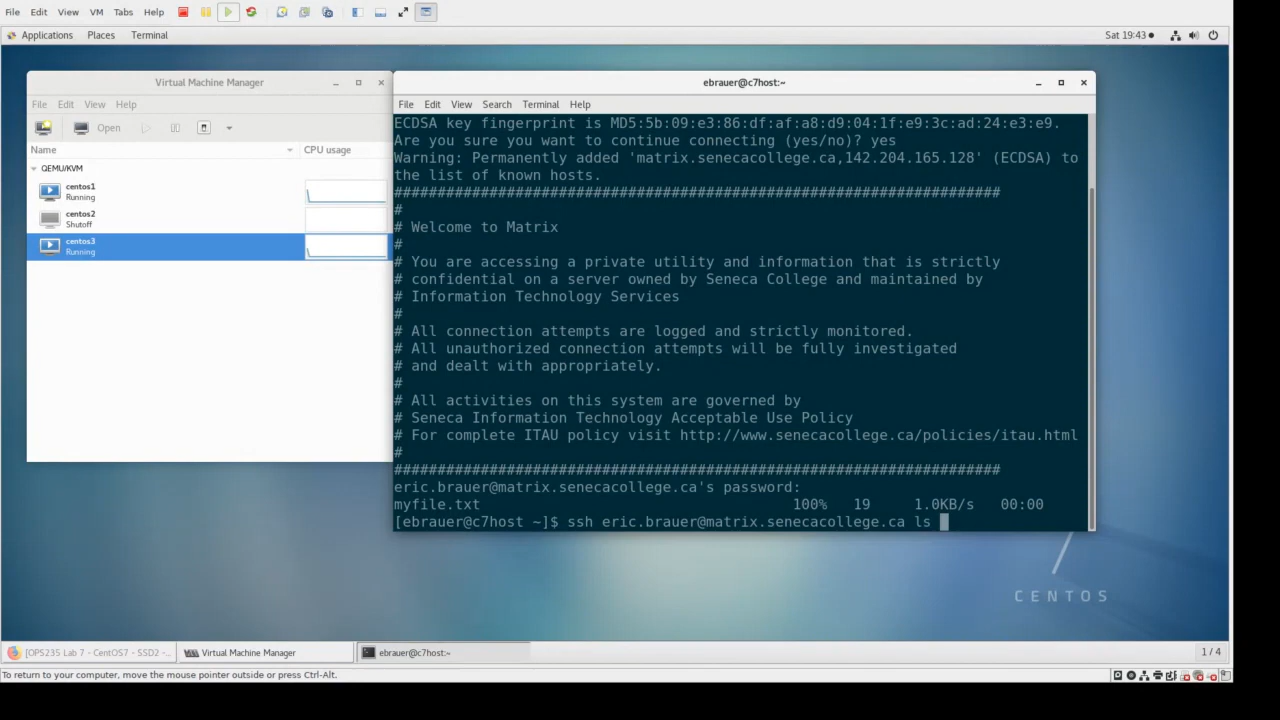 File Edit View VM Tabs Help
Applications Places Terminal Sat 19:43
Virtual Machine Manager
File Edit View Help
Open
Name CPU usage
QEMU/KVM
centos1
Running
centos2
Shutoff
centos3
Running
ebrauer@c7host:~
File Edit View Search Terminal Help
ECDSA key fingerprint is MD5:5b:09:e3:86:df:af:a8:d9:04:1f:e9:3c:ad:24:e3:e9.
Are you sure you want to continue connecting (yes/no)? yes
Warning: Permanently added 'matrix.senecacollege.ca,142.204.165.128' (ECDSA) to
the list of known hosts.
######################################################################
#
# Welcome to Matrix
#
# You are accessing a private utility and information that is strictly
# confidential on a server owned by Seneca College and maintained by
# Information Technology Services
#
# All connection attempts are logged and strictly monitored.
# All unauthorized connection attempts will be fully investigated
# and dealt with appropriately.
#
# All activities on this system are governed by
# Seneca Information Technology Acceptable Use Policy
# For complete ITAU policy visit http://www.senecacollege.ca/policies/itau.html
#
######################################################################
eric.brauer@matrix.senecacollege.ca's password:
myfile.txt 100% 19 1.0KB/s 00:00
[ebrauer@c7host ~]$ ssh eric.brauer@matrix.senecacollege.ca ls
7
CENTOS
[OPS235 Lab 7 - CentOS7 - SSD2 -... Virtual Machine Manager ebrauer@c7host:~ 1 / 4
To return to your computer, move the mouse pointer outside or press Ctrl-Alt.